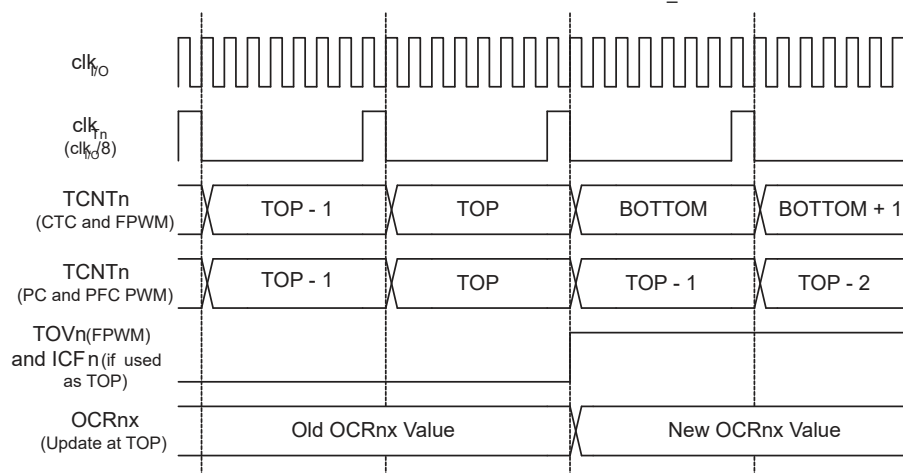 clkI/O
clkTn
(clkI/O/8)
TCNTn
(CTC and FPWM)
TOP - 1
TOP
BOTTOM
BOTTOM + 1
TCNTn
(PC and PFC PWM)
TOP - 1
TOP
TOP - 1
TOP - 2
TOVn(FPWM)
and ICF n(if used
as TOP)
OCRnx
(Update at TOP)
Old OCRnx Value
New OCRnx Value